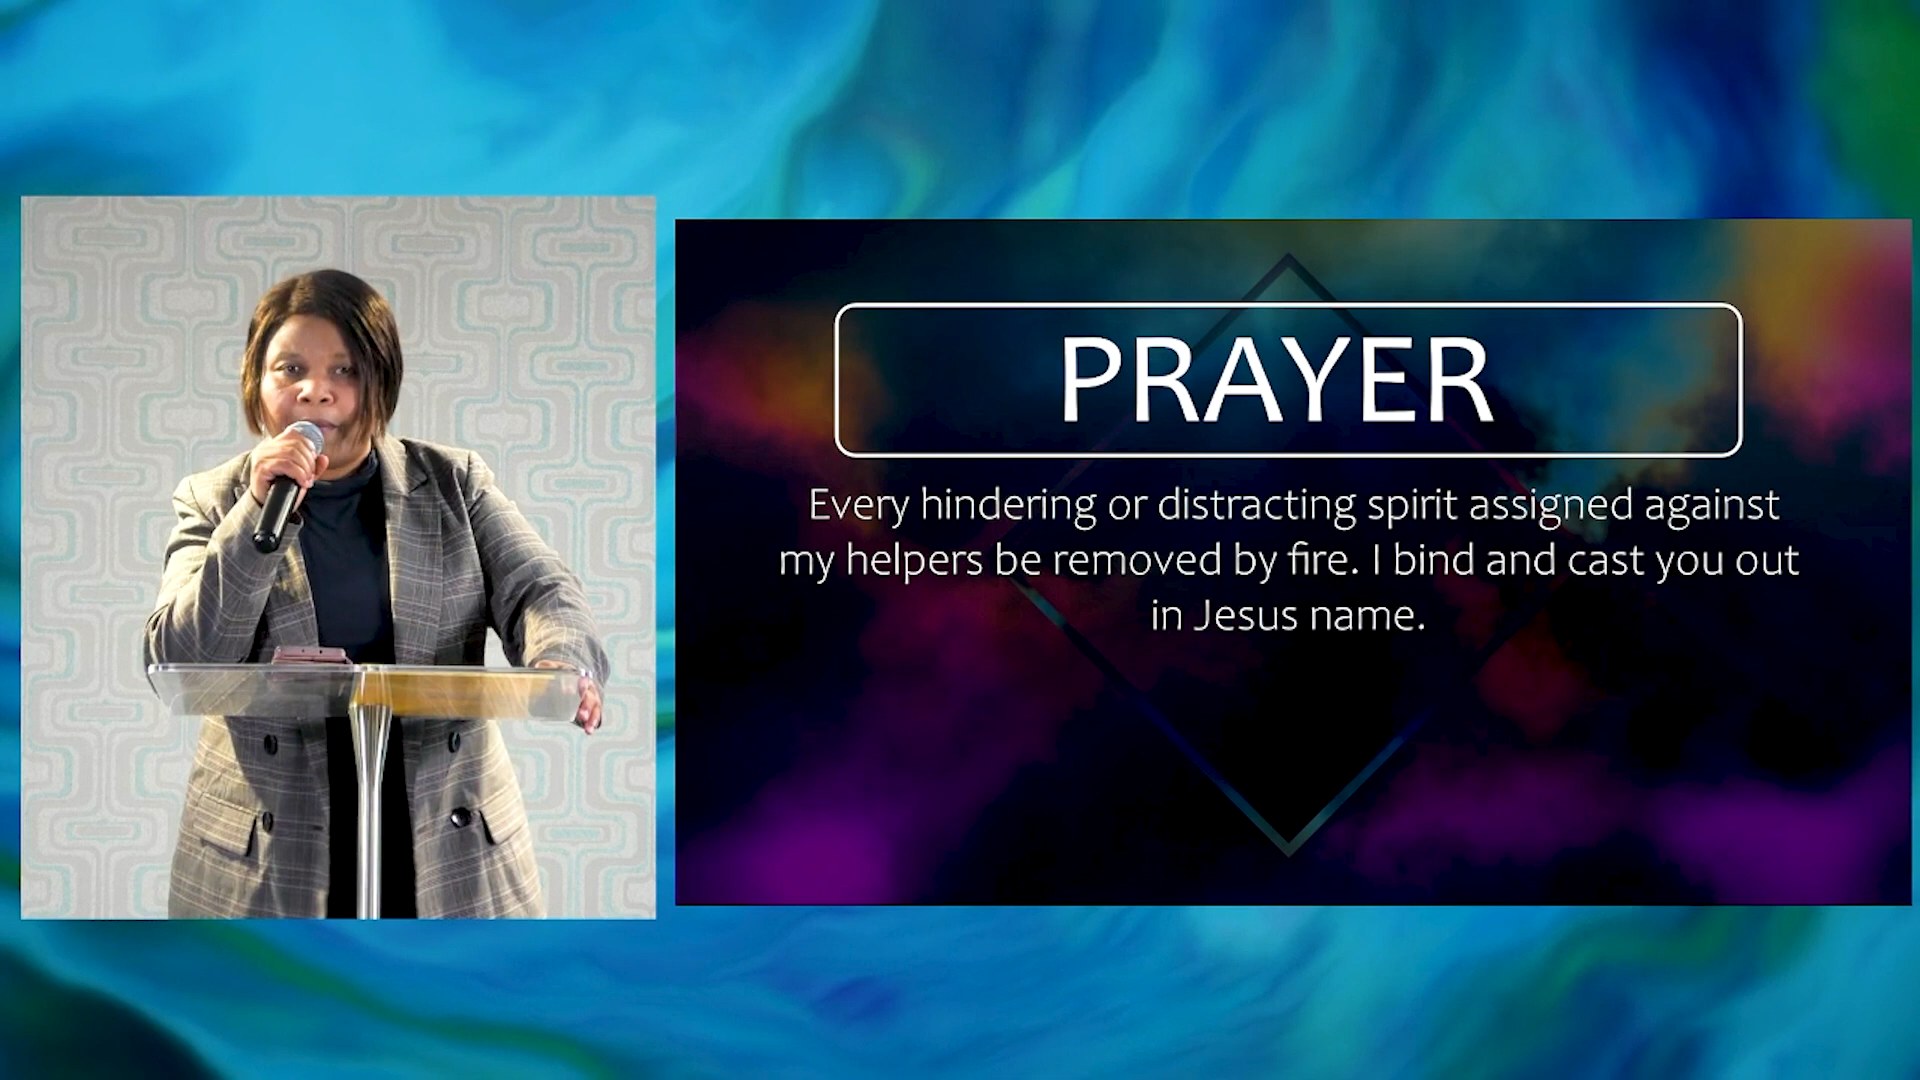 PRAYER
Every hindering or distracting spirit assigned against
my helpers be removed by fire. I bind and cast you out
in Jesus name.